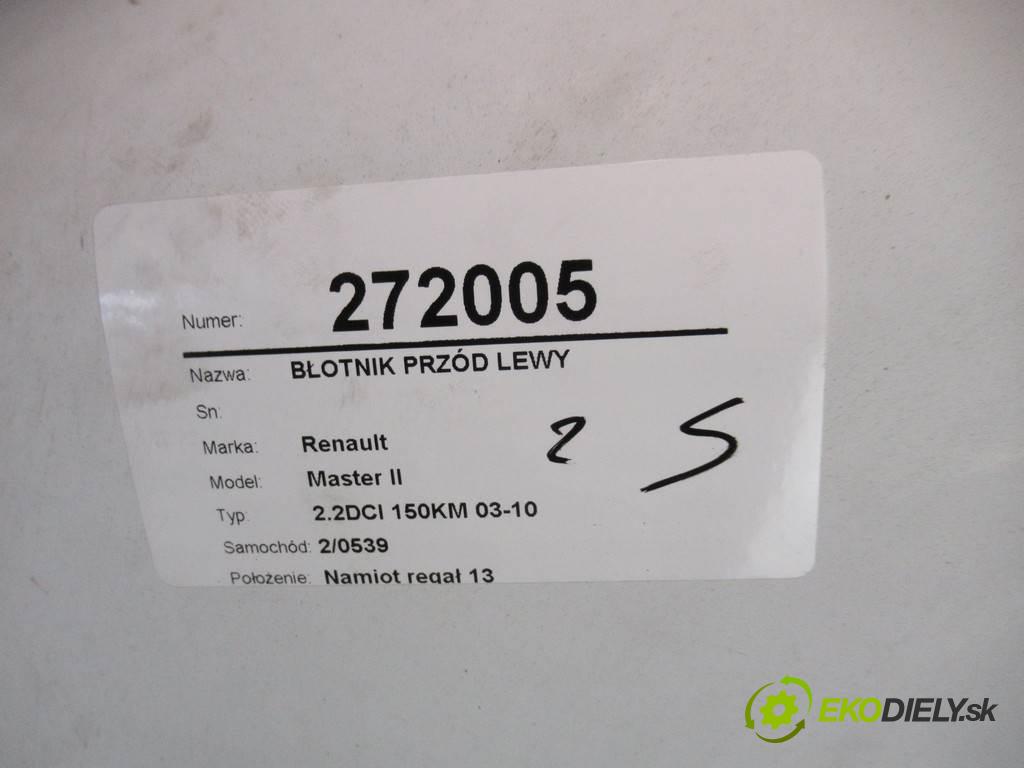 Numer: 272005
Nazwa: BŁOTNIK PRZÓD LEWY
Sn:
Marka: Renault
Model: Master II
Typ: 2.2DCI 150KM 03-10
Samochód: 2/0539
Położenie: Namiot regał 13
2 S
EKODIELY.sk